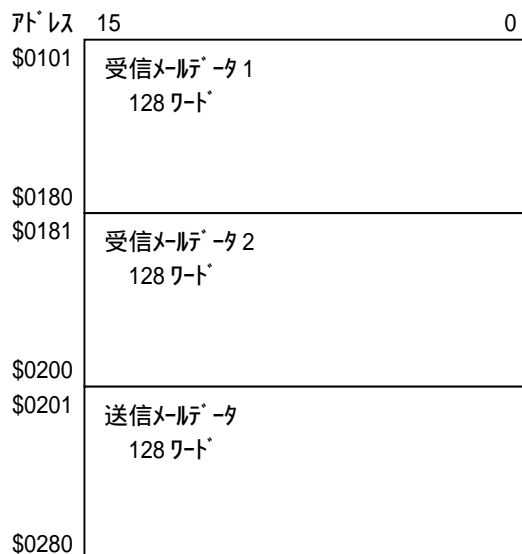 ｱﾄﾞﾚｽ 15 0
$0101
受信ﾒｰﾙﾃﾞｰﾀ 1
128 ﾜｰﾄﾞ
$0180
$0181
受信ﾒｰﾙﾃﾞｰﾀ 2
128 ﾜｰﾄﾞ
$0200
$0201
送信ﾒｰﾙﾃﾞｰﾀ
128 ﾜｰﾄﾞ
$0280